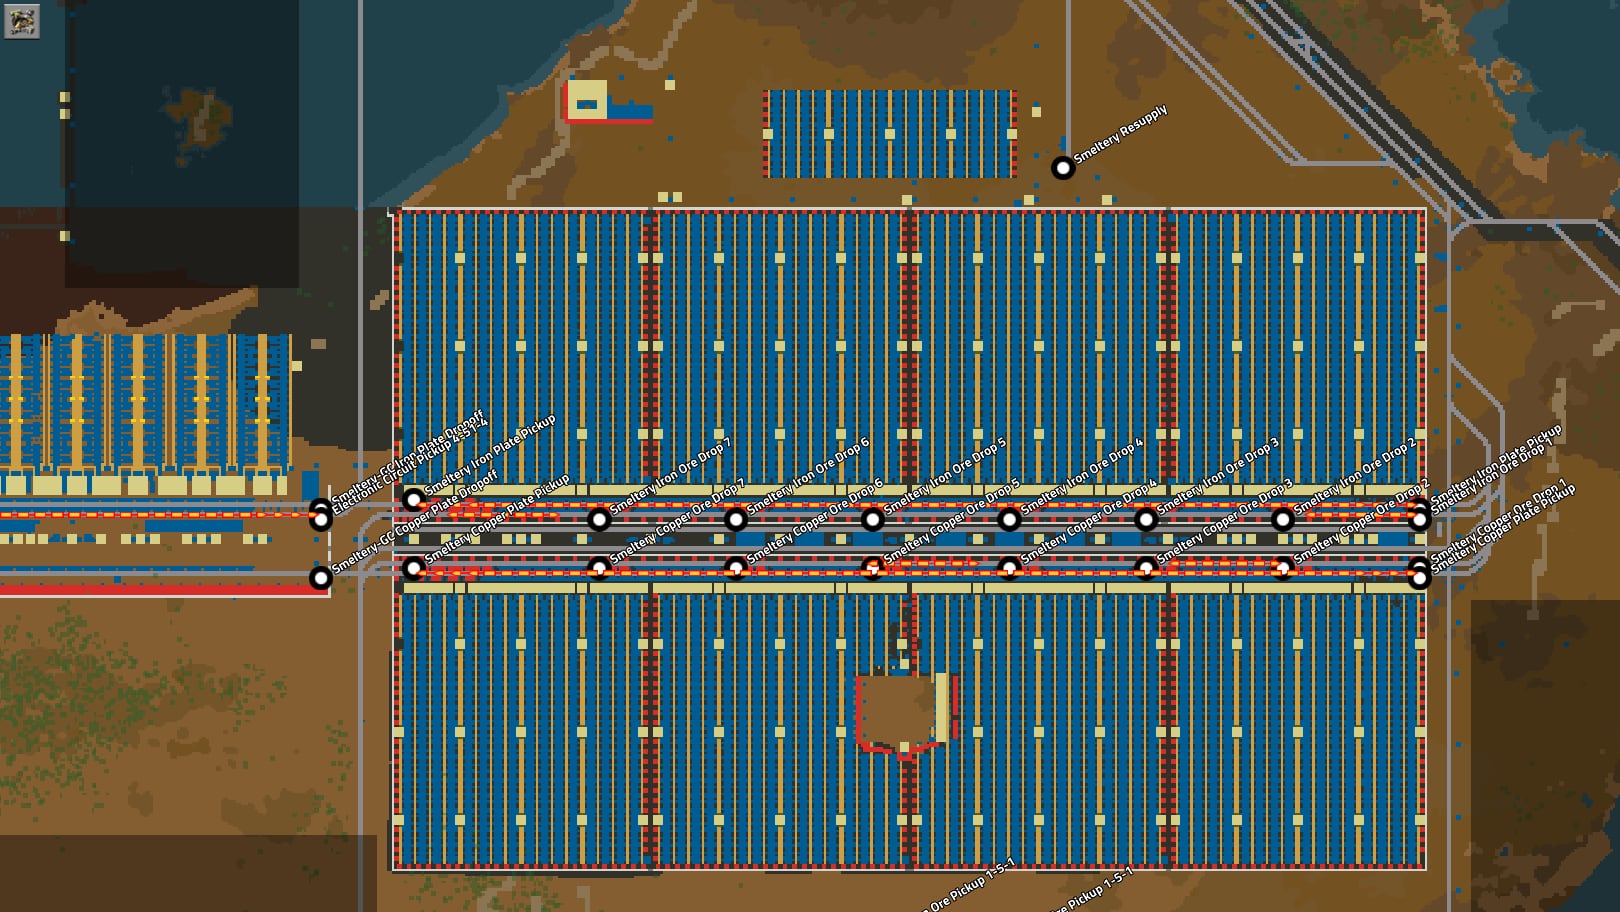 Smeltery Resupply
Smeltery-GC Iron Plate Dropoff
Electronic Circuit Pickup 4-51-4
Smeltery Iron Plate Pickup
Smeltery Iron Ore Drop 7
Smeltery Iron Ore Drop 6
Smeltery Iron Ore Drop 5
Smeltery Iron Ore Drop 4
Smeltery Iron Ore Drop 3
Smeltery Iron Ore Drop 2
Smeltery Iron Plate Pickup
Smeltery Iron Ore Drop 1
Smeltery-GC Copper Plate Dropoff
Smeltery Copper Plate Pickup
Smeltery Copper Ore Drop 7
Smeltery Copper Ore Drop 6
Smeltery Copper Ore Drop 5
Smeltery Copper Ore Drop 4
Smeltery Copper Ore Drop 3
Smeltery Copper Ore Drop 2
Smeltery Copper Ore Drop 1
Smeltery Copper Plate Pickup
Ore Pickup 1-5-1
Pickup 1-5-1